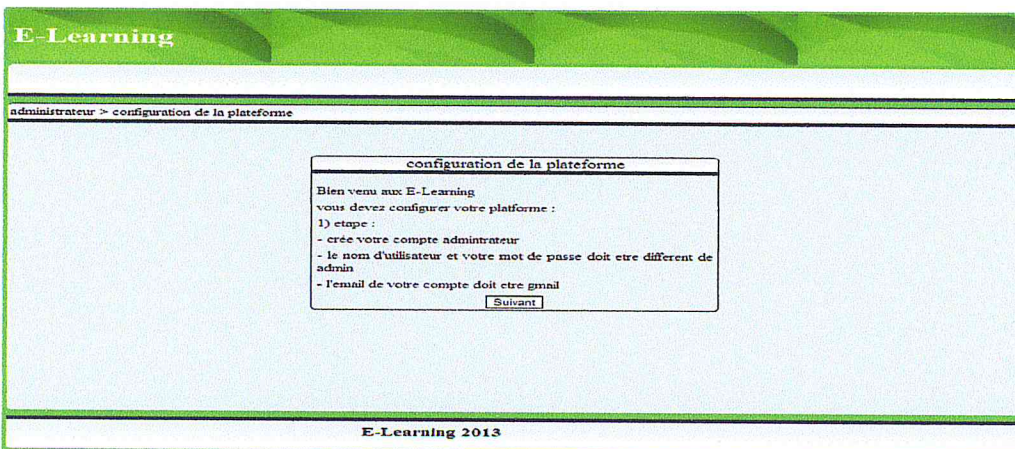 E-Learning
administrateur > configuration de la plateforme
configuration de la plateforme
Bien venu aux E-Learning
vous devez configurer votre platforme :
1) etape :
- crée votre compte admintrateur
- le nom d'utilisateur et votre mot de passe doit etre different de
admin
- l'email de votre compte doit etre gmail
Suivant
E-Learning 2013